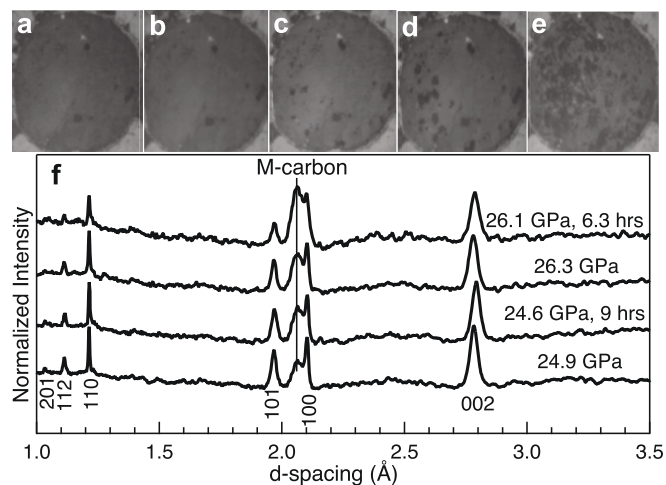 a b c d e
f
M-carbon
26.1 GPa, 6.3 hrs
26.3 GPa
24.6 GPa, 9 hrs
24.9 GPa
Normalized Intensity
201 112 110 101 100 002
1.0 1.5 2.0 2.5 3.0 3.5
d-spacing (Å)